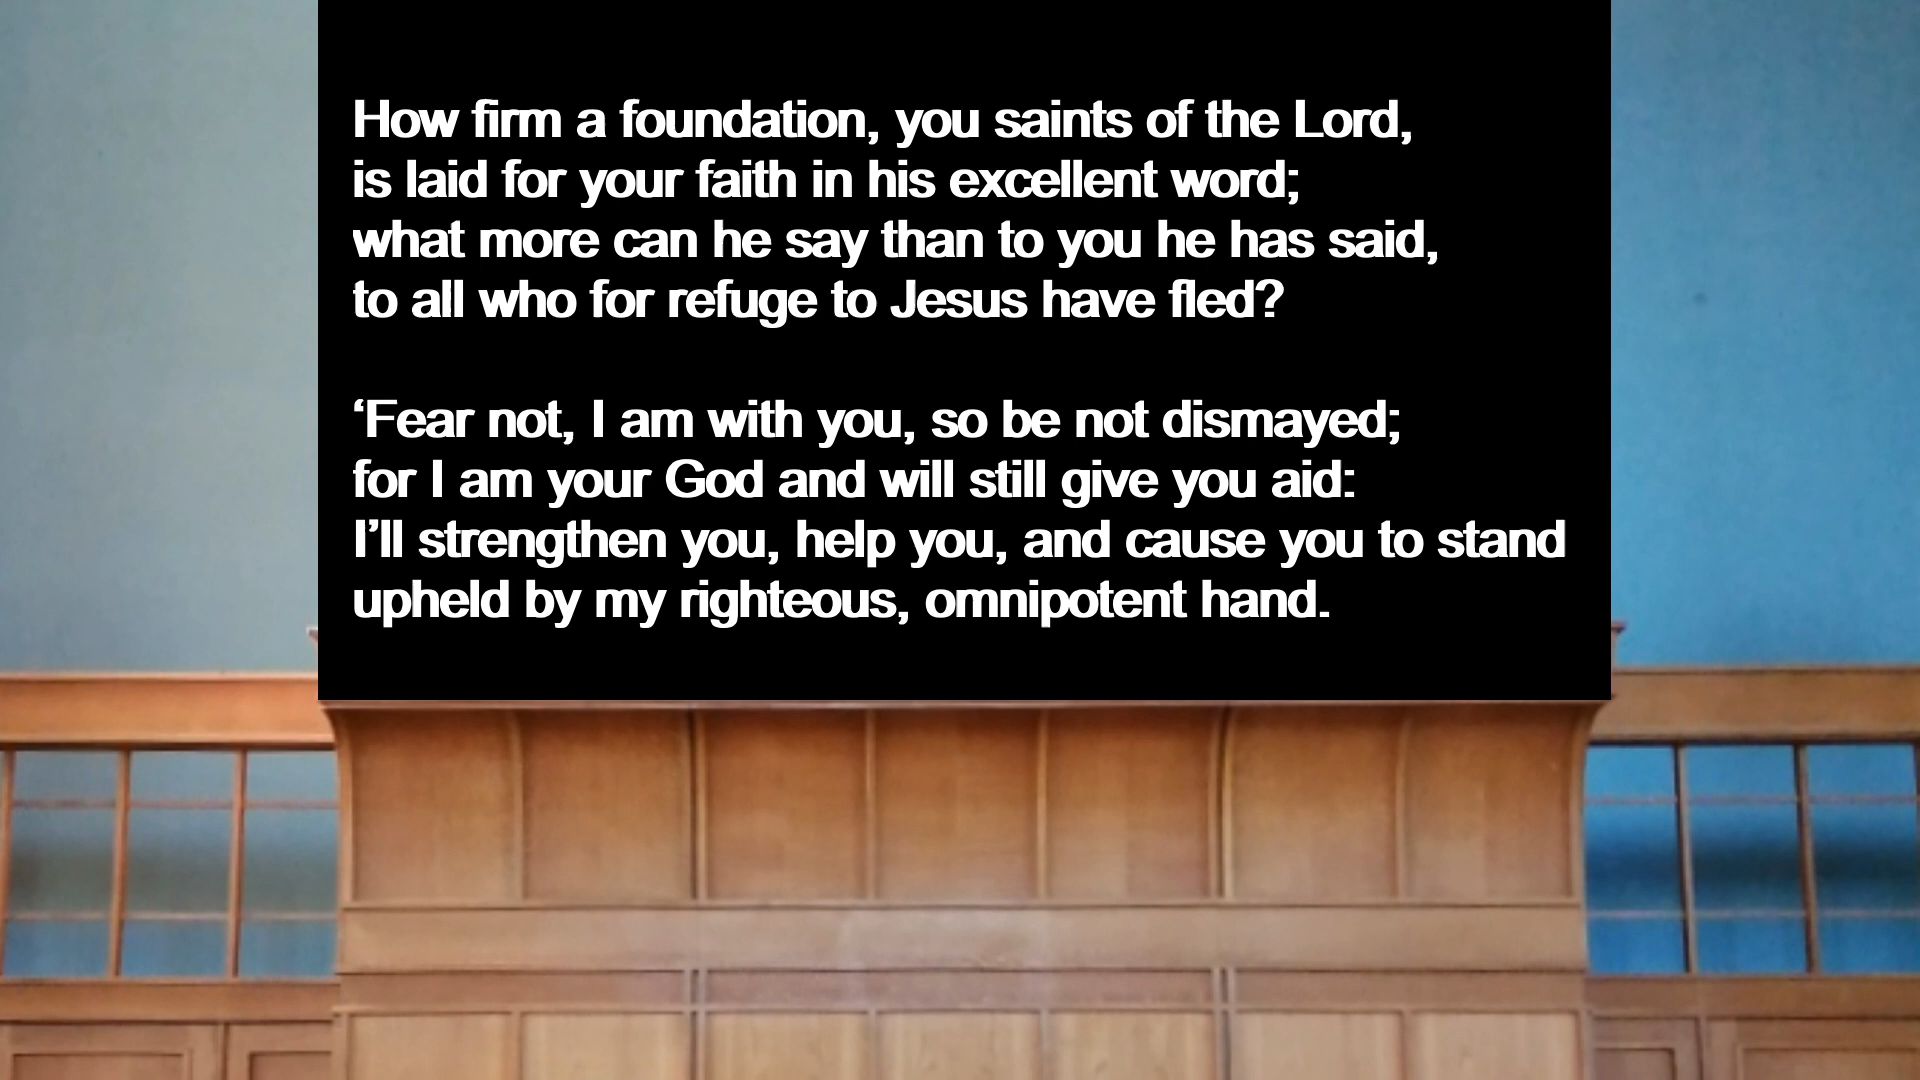 How firm a foundation, you saints of the Lord,
is laid for your faith in his excellent word;
what more can he say than to you he has said,
to all who for refuge to Jesus have fled?
‘Fear not, I am with you, so be not dismayed;
for I am your God and will still give you aid:
I’ll strengthen you, help you, and cause you to stand
upheld by my righteous, omnipotent hand.